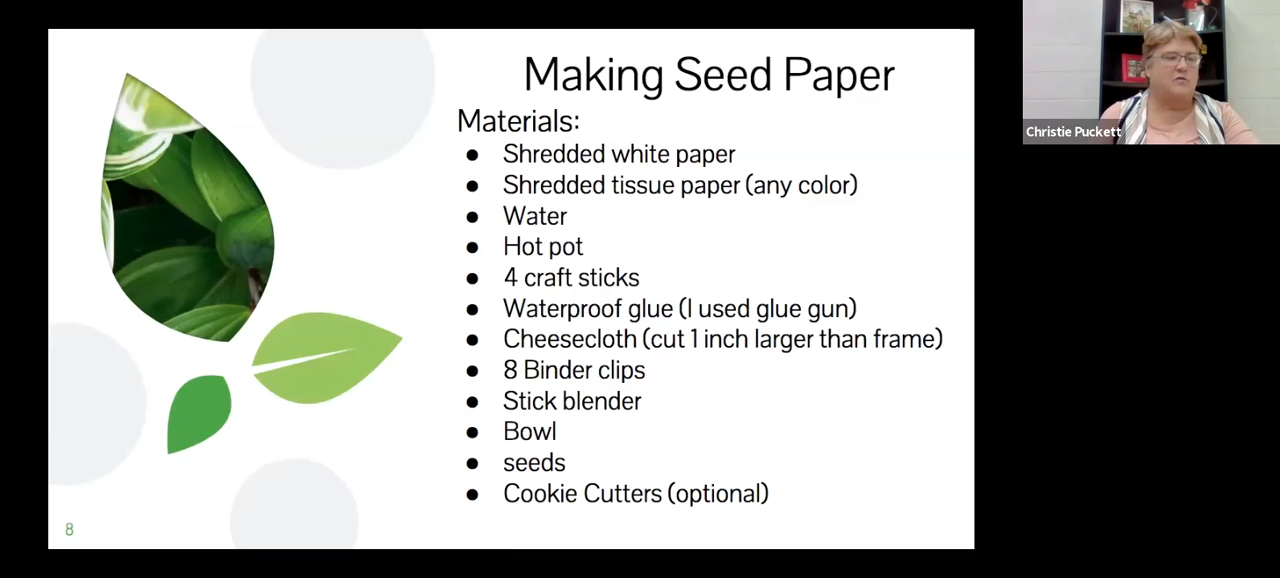 Making Seed Paper
Materials:
● Shredded white paper
● Shredded tissue paper (any color)
● Water
● Hot pot
● 4 craft sticks
● Waterproof glue (I used glue gun)
● Cheesecloth (cut 1 inch larger than frame)
● 8 Binder clips
● Stick blender
● Bowl
● seeds
● Cookie Cutters (optional)
8
Christie Puckett